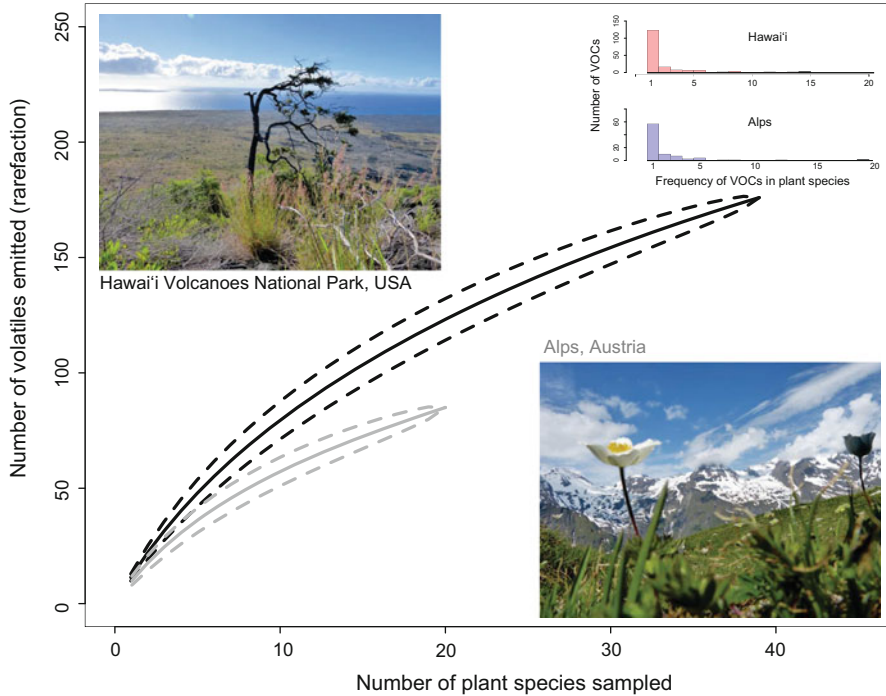 Number of volatiles emitted (rarefaction)
250
200
150
100
50
0
0 10 20 30 40
Number of plant species sampled
Hawai‘i Volcanoes National Park, USA
Alps, Austria
Number of VOCs
Hawai‘i
150
100
50
0
1 5 10 15 20
Alps
60
40
20
0
1 5 10 15 20
Frequency of VOCs in plant species